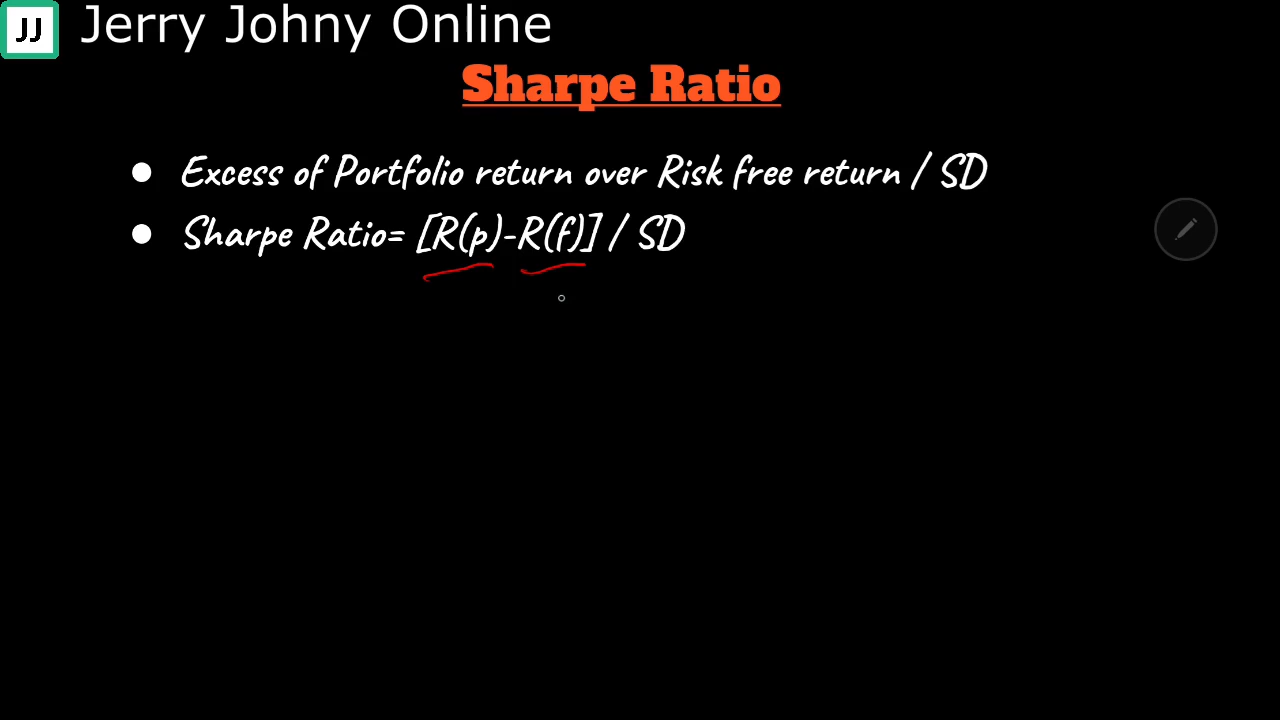 JJ Jerry Johny Online
Sharpe Ratio
● Excess of Portfolio return over Risk free return / SD
● Sharpe Ratio= [R(p)-R(f)] / SD